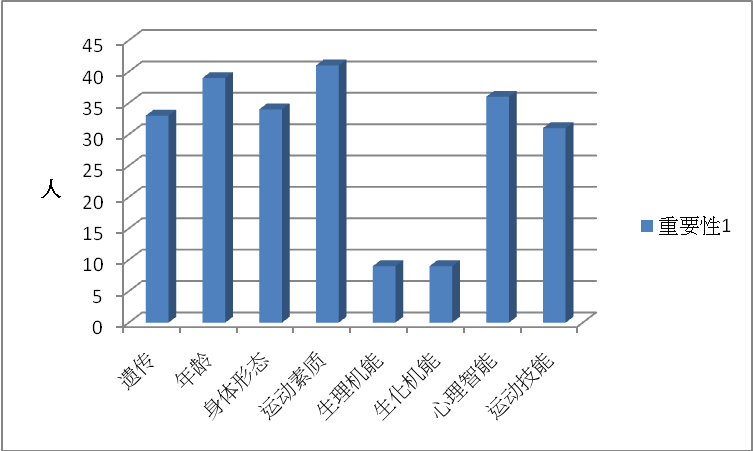 45
40
35
30
25
20
15
10
5
0
人
遗传
年龄
身体形态
运动素质
生理机能
生化机能
心理智能
运动技能
重要性1